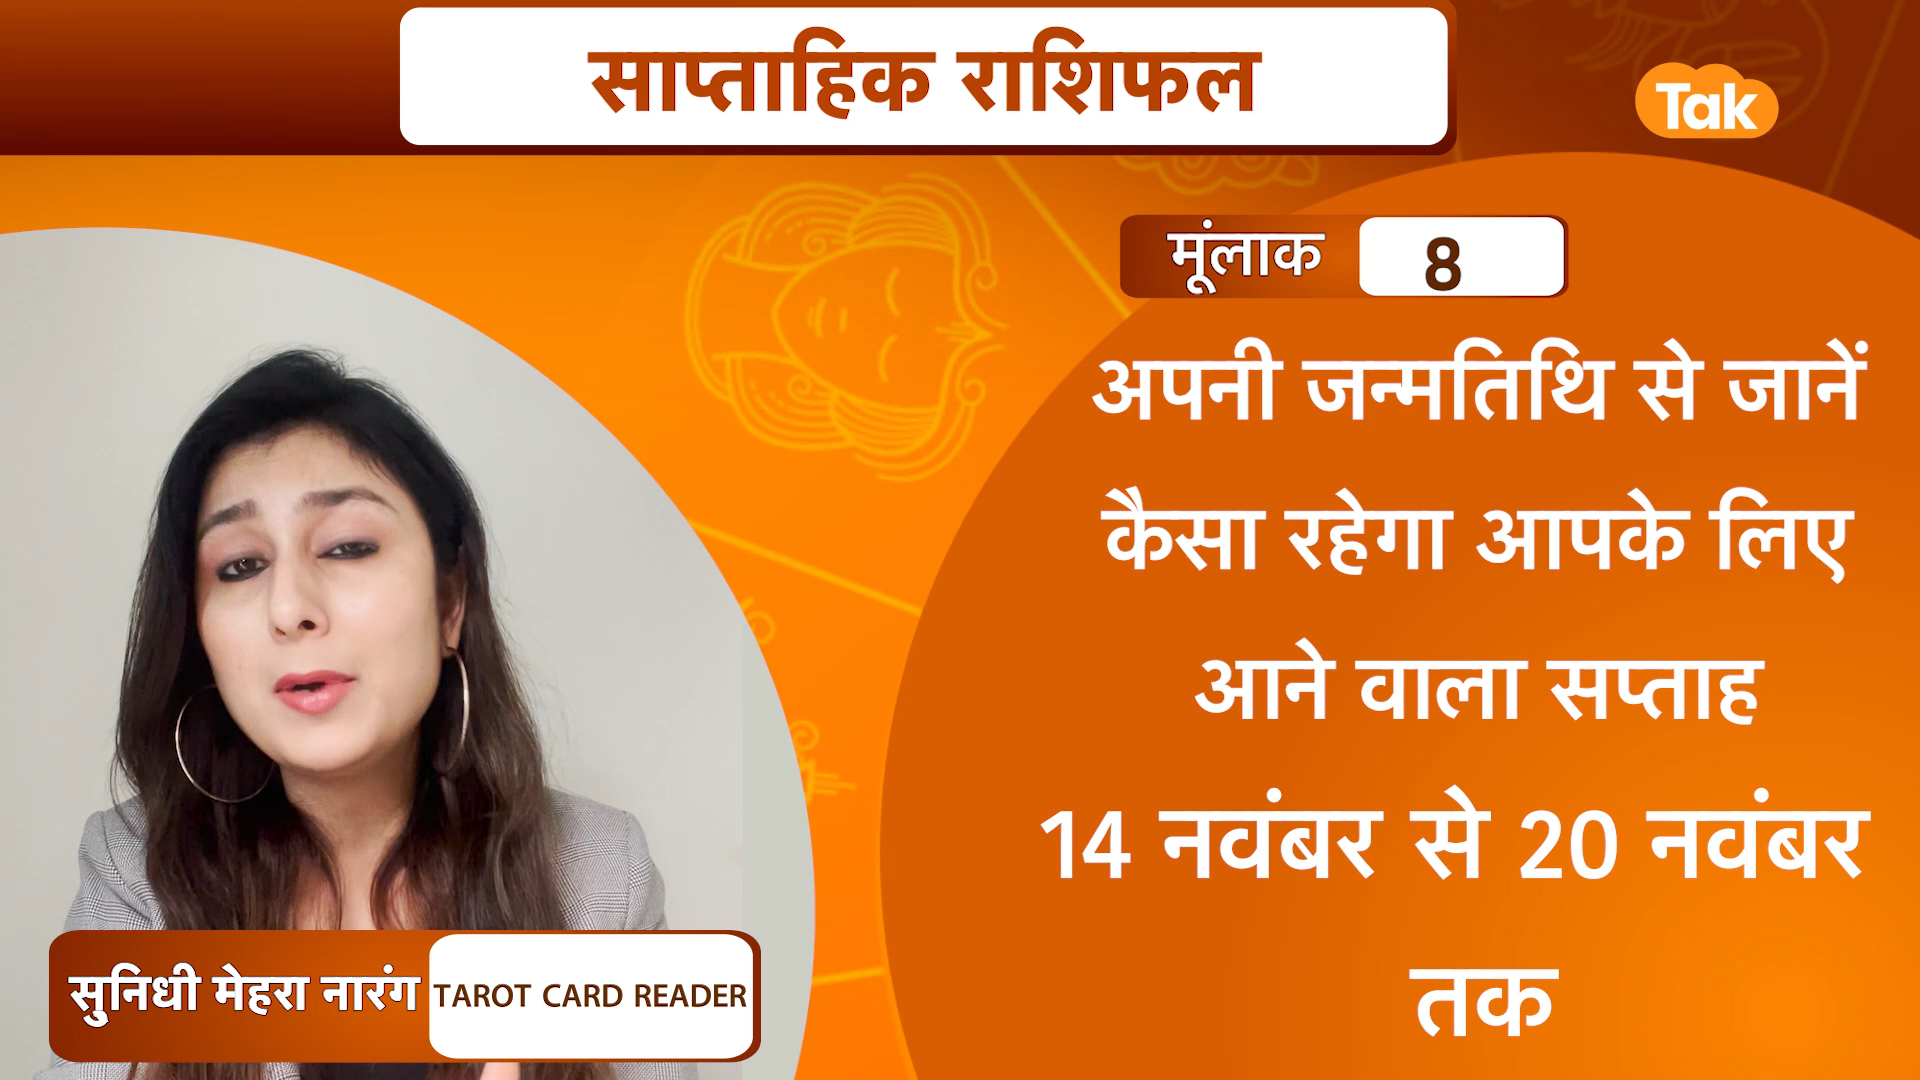 साप्ताहिक राशिफल
Tak
मूंलाक 8
अपनी जन्मतिथि से जानें
कैसा रहेगा आपके लिए
आने वाला सप्ताह
14 नवंबर से 20 नवंबर
तक
सुनिधी मेहरा नारंग TAROT CARD READER